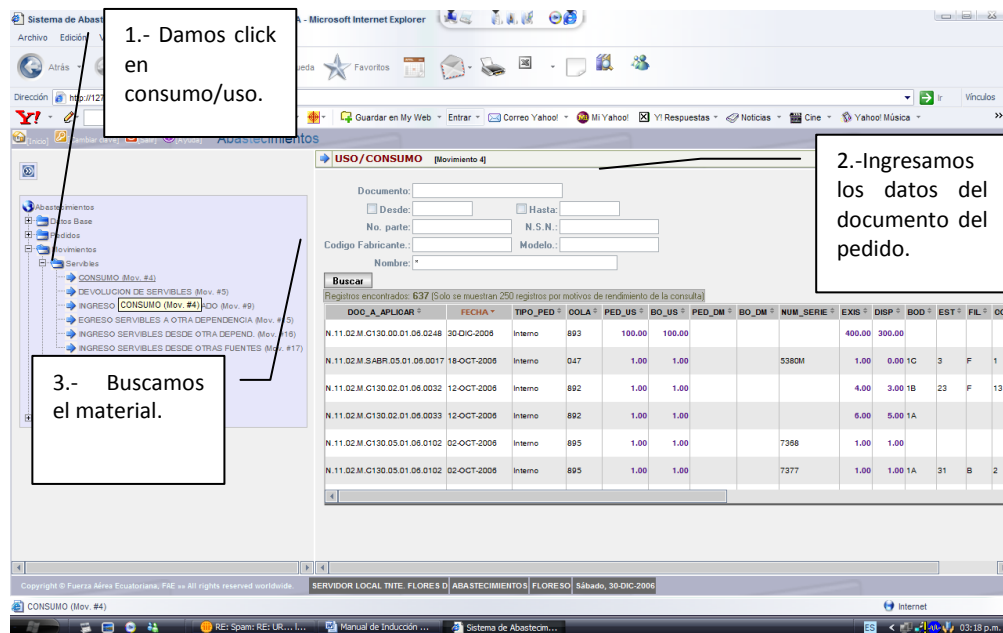 Sistema de Abast
A - Microsoft Internet Explorer
Archivo Edición V
Atrás
ueda
Favoritos
Dirección
http://127
Ir
Vínculos
Y!
Guardar en My Web
Entrar
Correo Yahoo!
Mi Yahoo!
Y! Respuestas
Noticias
Cine
Yahoo! Música
»
[Inicio]
Abastecimientos
1.- Damos click en consumo/uso.
2.-Ingresamos los datos del documento del pedido.
3.- Buscamos el material.
Abastecimientos
Datos Base
Pedidos
Movimientos
Servibles
CONSUMO (Mov. #4)
DEVOLUCION DE SERVIBLES (Mov. #5)
INGRESO
CONSUMO (Mov. #4)
ADO (Mov. #9)
EGRESO SERVIBLES A OTRA DEPENDENCIA (Mov. #15)
INGRESO SERVIBLES DESDE OTRA DEPEND. (Mov. #16)
INGRESO SERVIBLES DESDE OTRAS FUENTES (Mov. #17)
USO/CONSUMO [Movimiento 4]
Documento:
Desde:
Hasta:
No. parte:
N.S.N.:
Codigo Fabricante.:
Modelo.:
Nombre: *
Buscar
Registros encontrados: 637 (Solo se muestran 250 registros por motivos de rendimiento de la consulta)
DOC_A_APLICAR FECHA TIPO_PED COLA PED_US BO_US PED_DM BO_DM NUM_SERIE EXIS DISP BOD EST FIL
N.11.02.M.C130.00.01.06.0248 30-DIC-2006 Interno 893 100.00 100.00 400.00 300.00
N.11.02.M.SABR.05.01.06.0017 18-OCT-2006 Interno 047 1.00 1.00 5380M 1.00 0.00 1C 3 F 1
N.11.02.M.C130.02.01.06.0032 12-OCT-2006 Interno 892 1.00 1.00 4.00 3.00 1B 23 F 13
N.11.02.M.C130.02.01.06.0033 12-OCT-2006 Interno 892 1.00 1.00 6.00 5.00 1A
N.11.02.M.C130.05.01.06.0102 02-OCT-2006 Interno 895 1.00 1.00 7368 1.00 1.00
N.11.02.M.C130.05.01.06.0102 02-OCT-2006 Interno 895 1.00 1.00 7377 1.00 1.00 1A 31 B 2
Copyright © Fuerza Aérea Ecuatoriana, FAE »» All rights reserved worldwide.
SERVIDOR LOCAL TNTE. FLORES D
ABASTECIMIENTOS
FLORESO
Sábado, 30-DIC-2006
CONSUMO (Mov. #4)
Internet
RE: Spam: RE: UR... I...
Manual de Inducción ...
Sistema de Abastecim...
ES
03:18 p.m.